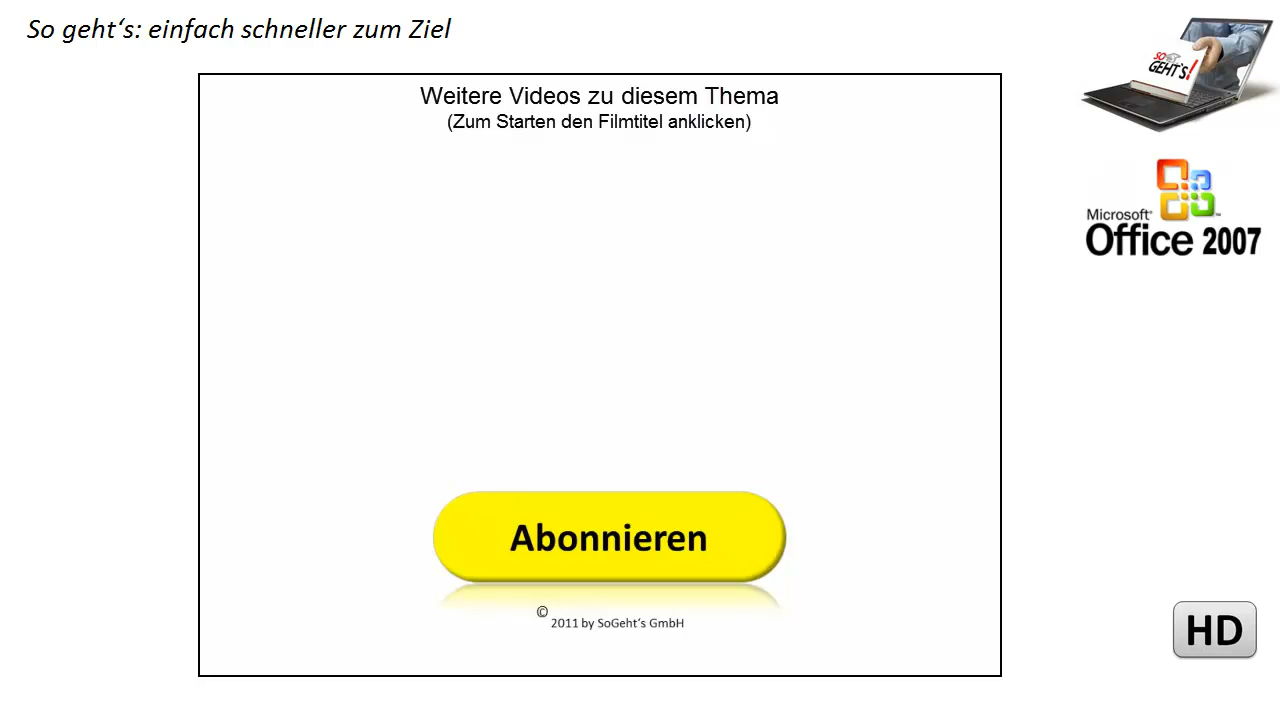 So geht‘s: einfach schneller zum Ziel
SO
GEHT`S!
Weitere Videos zu diesem Thema
(Zum Starten den Filmtitel anklicken)
Microsoft®
Office 2007
Abonnieren
© 2011 by SoGeht‘s GmbH
HD